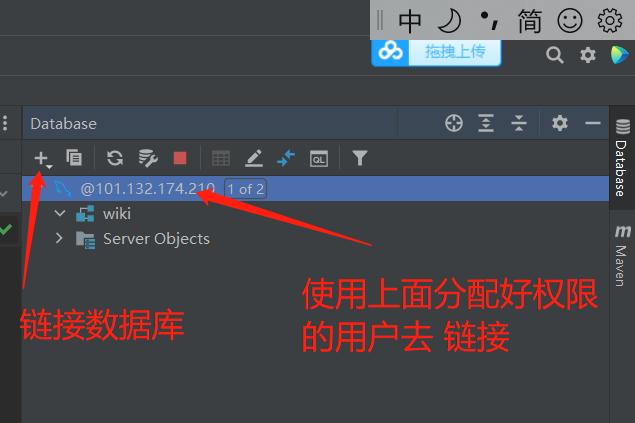 中 简
拖拽上传
Database
QL
@101.132.174.210 1 of 2
wiki
Server Objects
链接数据库
使用上面分配好权限
的用户去 链接
Database
m
Maven